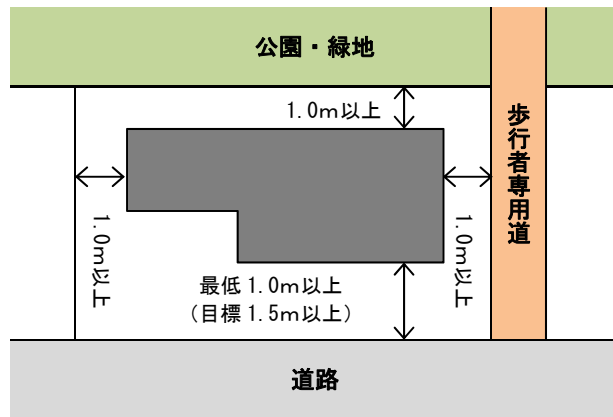 公園・緑地
1.0m以上
歩行者専用道
1.0m以上
1.0m以上
最低 1.0m以上
（目標 1.5m以上）
道路